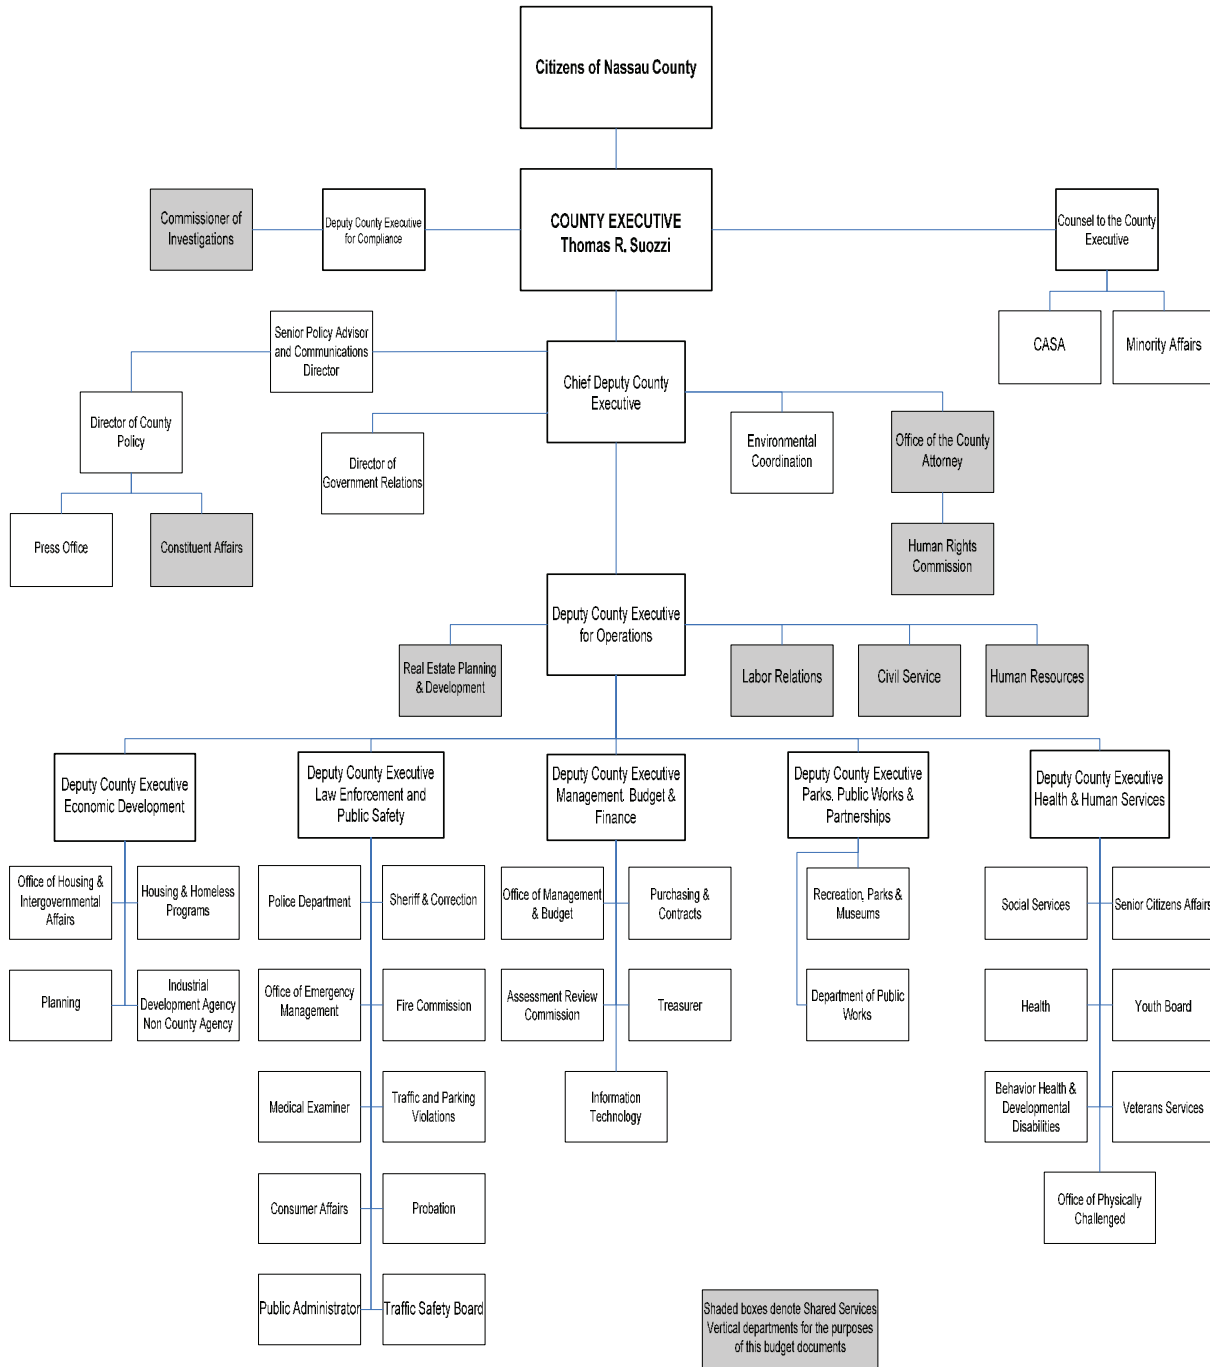 Citizens of Nassau County
COUNTY EXECUTIVE
Thomas R. Suozzi
Commissioner of
Investigations
Deputy County Executive
for Compliance
Counsel to the County
Executive
CASA
Minority Affairs
Senior Policy Advisor
and Communications
Director
Chief Deputy County
Executive
Director of County
Policy
Director of
Government Relations
Environmental
Coordination
Office of the County
Attorney
Press Office
Constituent Affairs
Human Rights
Commission
Deputy County Executive
for Operations
Real Estate Planning
& Development
Labor Relations
Civil Service
Human Resources
Deputy County Executive
Economic Development
Deputy County Executive
Law Enforcement and
Public Safety
Deputy County Executive
Management. Budget &
Finance
Deputy County Executive
Parks. Public Works &
Partnerships
Deputy County Executive
Health & Human Services
Office of Housing &
Intergovernmental
Affairs
Housing & Homeless
Programs
Police Department
Sheriff & Correction
Office of Management
& Budget
Purchasing &
Contracts
Recreation, Parks &
Museums
Social Services
Senior Citizens Affairs
Planning
Industrial
Development Agency
Non County Agency
Office of Emergency
Management
Fire Commission
Assessment Review
Commission
Treasurer
Department of Public
Works
Health
Youth Board
Medical Examiner
Traffic and Parking
Violations
Information
Technology
Behavior Health &
Developmental
Disabilities
Veterans Services
Consumer Affairs
Probation
Office of Physically
Challenged
Public Administrator
Traffic Safety Board
Shaded boxes denote Shared Services
Vertical departments for the purposes
of this budget documents